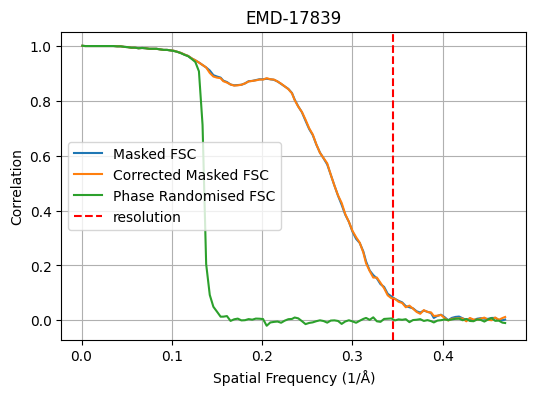 EMD-17839
1.0
0.8
0.6
0.4
0.2
0.0
Correlation
Masked FSC
Corrected Masked FSC
Phase Randomised FSC
resolution
0.0 0.1 0.2 0.3 0.4
Spatial Frequency (1/Å)